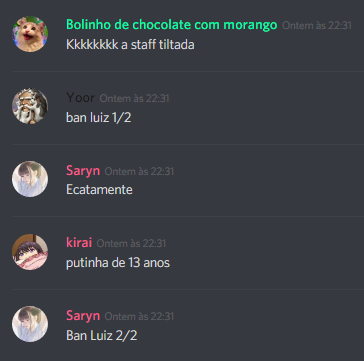 Bolinho de chocolate com morango Ontem às 22:31
Kkkkkkkk a staff tiltada
Yoor Ontem às 22:31
ban luiz 1/2
Saryn Ontem às 22:31
Ecatamente
kirai Ontem às 22:31
putinha de 13 anos
Saryn Ontem às 22:31
Ban Luiz 2/2